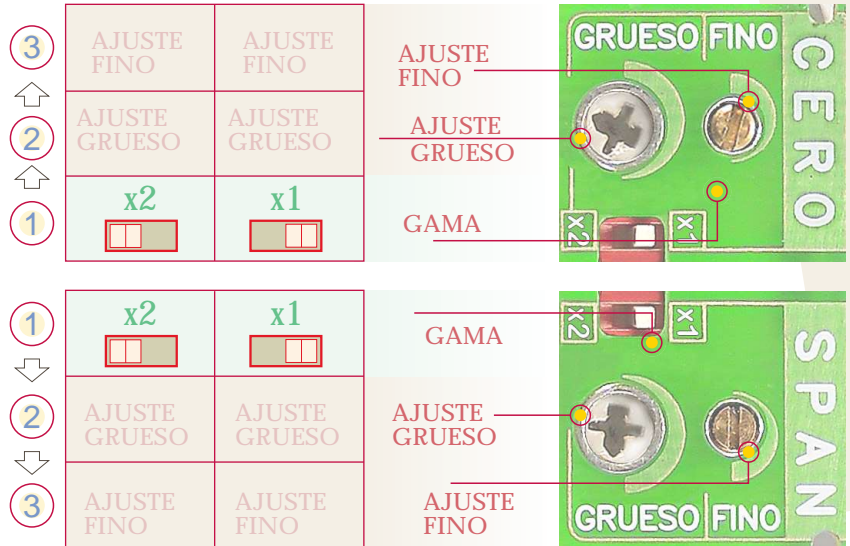 3
AJUSTE
FINO
AJUSTE
FINO
AJUSTE
FINO
GRUESO FINO
2
AJUSTE
GRUESO
AJUSTE
GRUESO
AJUSTE
GRUESO
CERO
1
x2
x1
GAMA
X2
X1
1
x2
x1
GAMA
X2
X1
2
AJUSTE
GRUESO
AJUSTE
GRUESO
AJUSTE
GRUESO
SPAN
3
AJUSTE
FINO
AJUSTE
FINO
AJUSTE
FINO
GRUESO FINO